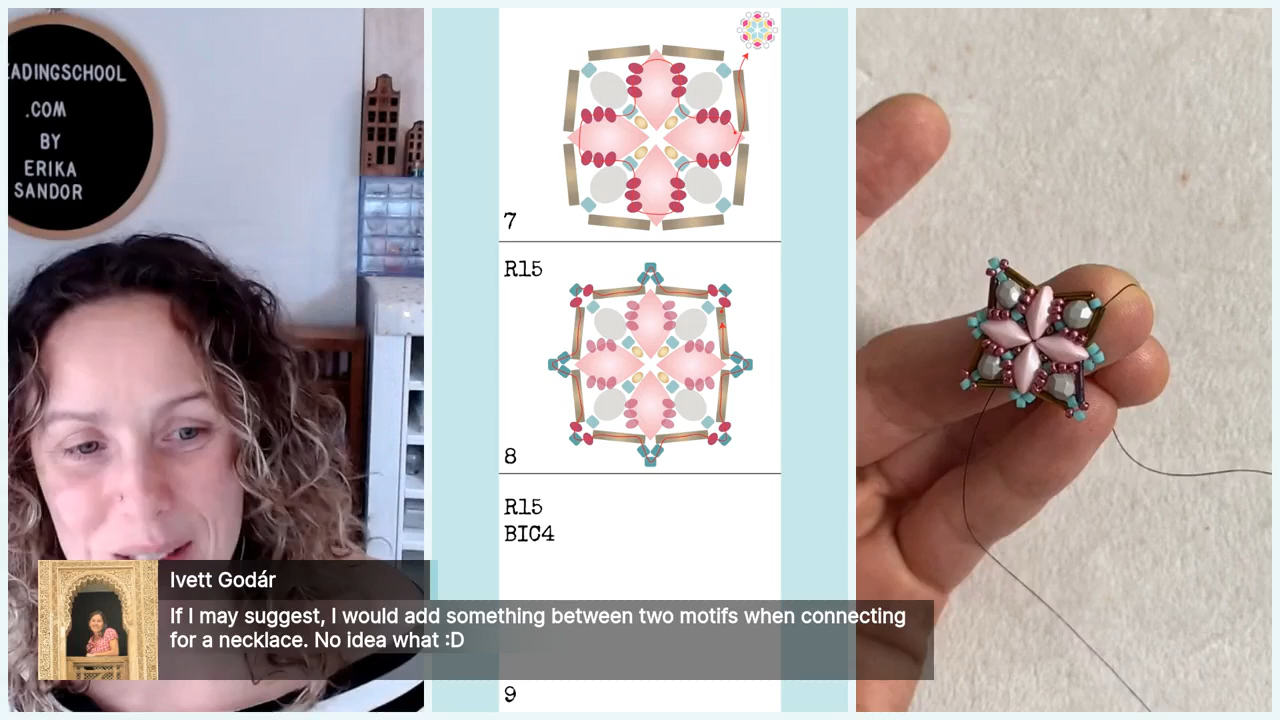 EADINGSCHOOL
.COM
BY
ERIKA
SANDOR
7
R15
8
R15
BIC4
9
Ivett Godár
If I may suggest, I would add something between two motifs when connecting
for a necklace. No idea what :D